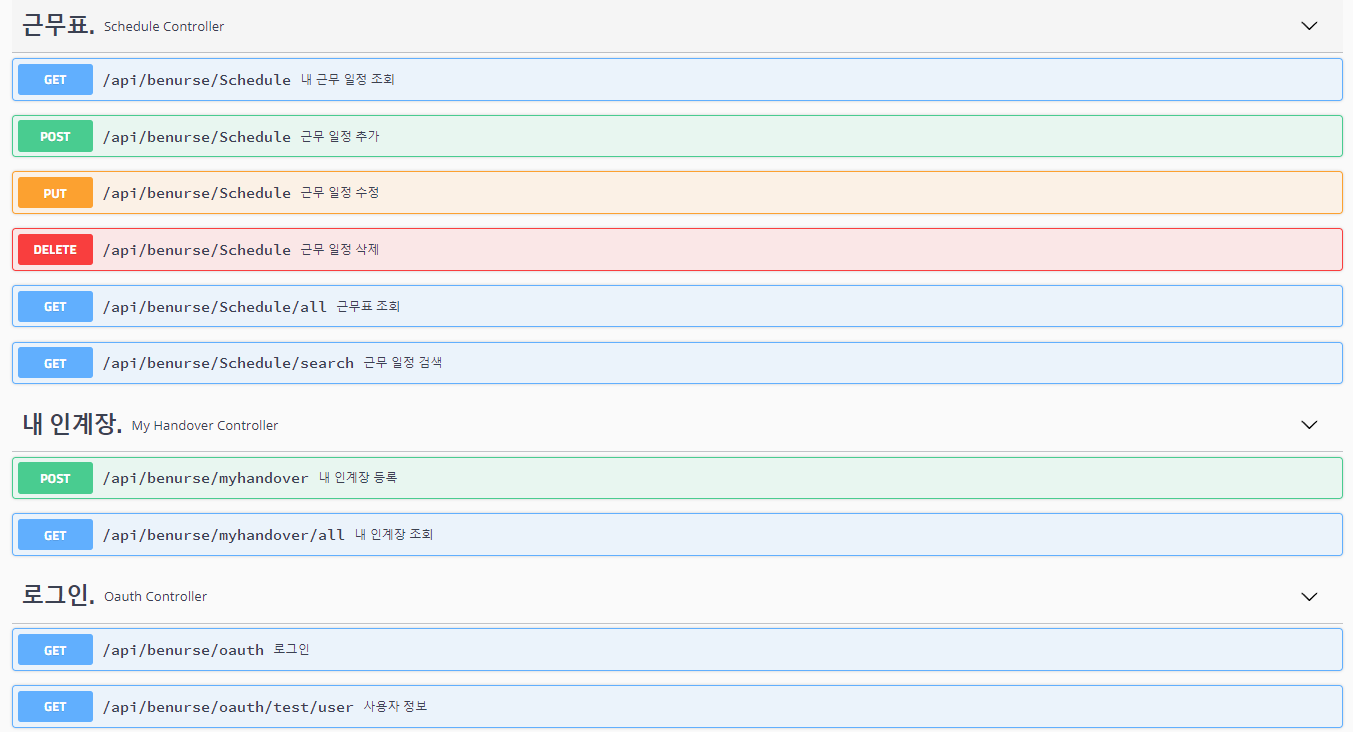 근무표. Schedule Controller
GET /api/benurse/Schedule 내 근무 일정 조회
POST /api/benurse/Schedule 근무 일정 추가
PUT /api/benurse/Schedule 근무 일정 수정
DELETE /api/benurse/Schedule 근무 일정 삭제
GET /api/benurse/Schedule/all 근무표 조회
GET /api/benurse/Schedule/search 근무 일정 검색
내 인계장. My Handover Controller
POST /api/benurse/myhandover 내 인계장 등록
GET /api/benurse/myhandover/all 내 인계장 조회
로그인. Oauth Controller
GET /api/benurse/oauth 로그인
GET /api/benurse/oauth/test/user 사용자 정보